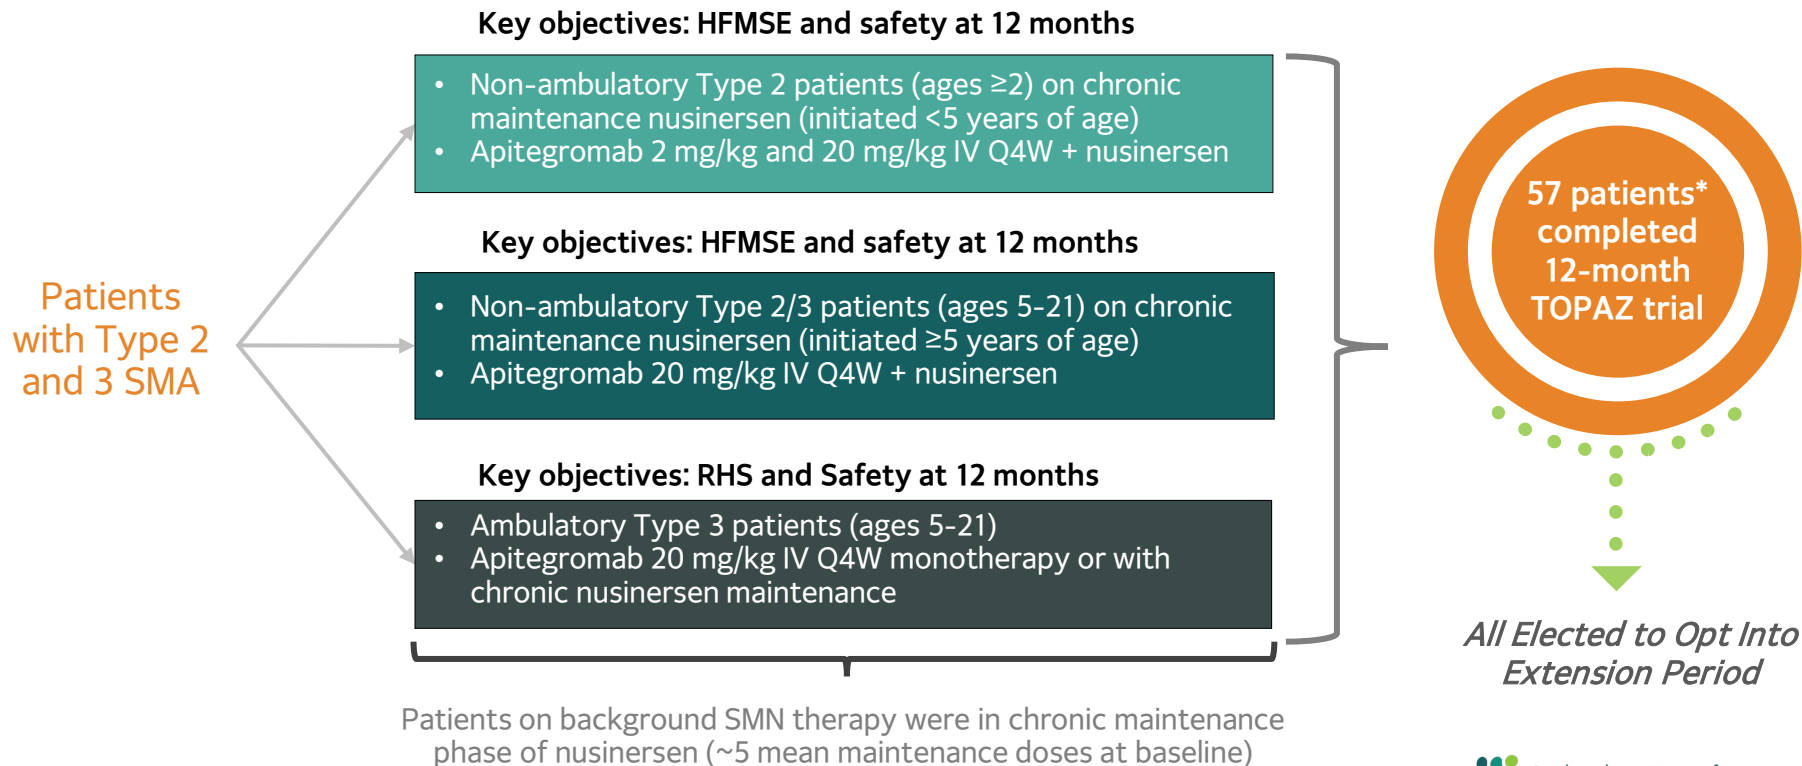 Key objectives: HFMSE and safety at 12 months
• Non-ambulatory Type 2 patients (ages ≥2) on chronic
maintenance nusinersen (initiated <5 years of age)
• Apitegromab 2 mg/kg and 20 mg/kg IV Q4W + nusinersen
Key objectives: HFMSE and safety at 12 months
• Non-ambulatory Type 2/3 patients (ages 5-21) on chronic
maintenance nusinersen (initiated ≥5 years of age)
• Apitegromab 20 mg/kg IV Q4W + nusinersen
Patients
with Type 2
and 3 SMA
Key objectives: RHS and Safety at 12 months
• Ambulatory Type 3 patients (ages 5-21)
• Apitegromab 20 mg/kg IV Q4W monotherapy or with
chronic nusinersen maintenance
Patients on background SMN therapy were in chronic maintenance
phase of nusinersen (~5 mean maintenance doses at baseline)
57 patients*
completed
12-month
TOPAZ trial
All Elected to Opt Into
Extension Period